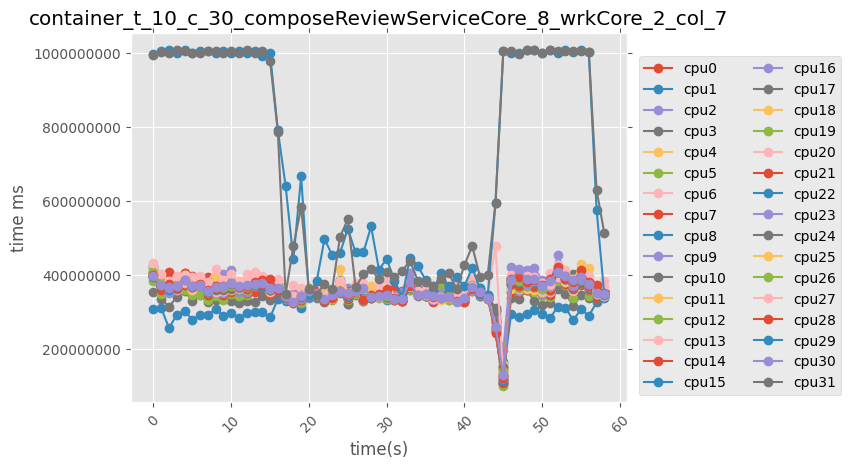 container_t_10_c_30_composeReviewServiceCore_8_wrkCore_2_col_7
1000000000
800000000
600000000
400000000
200000000
time ms
0
10
20
30
40
50
60
time(s)
cpu0
cpu1
cpu2
cpu3
cpu4
cpu5
cpu6
cpu7
cpu8
cpu9
cpu10
cpu11
cpu12
cpu13
cpu14
cpu15
cpu16
cpu17
cpu18
cpu19
cpu20
cpu21
cpu22
cpu23
cpu24
cpu25
cpu26
cpu27
cpu28
cpu29
cpu30
cpu31